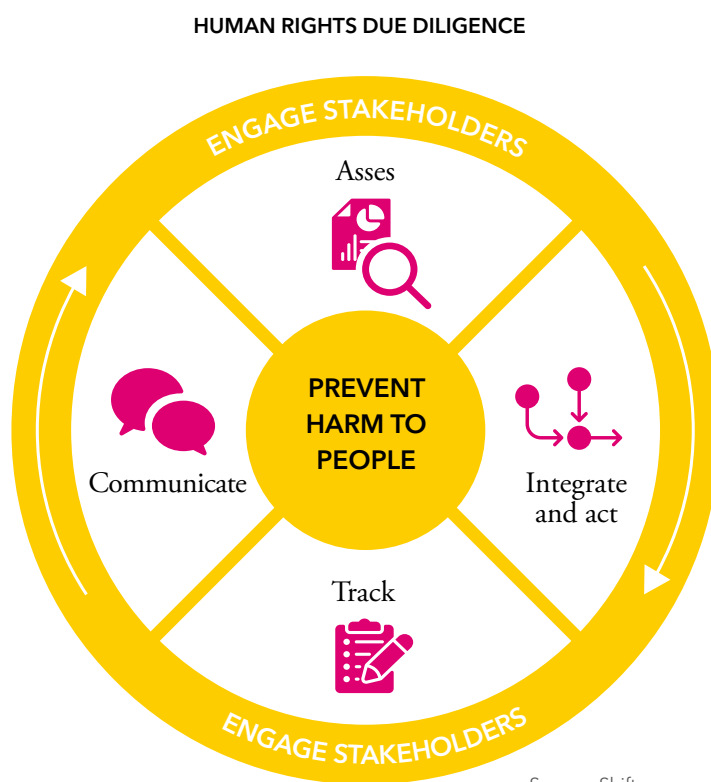 HUMAN RIGHTS DUE DILIGENCE
ENGAGE STAKEHOLDERS
Asses
PREVENT
HARM TO
PEOPLE
Communicate
Integrate
and act
Track
ENGAGE STAKEHOLDERS